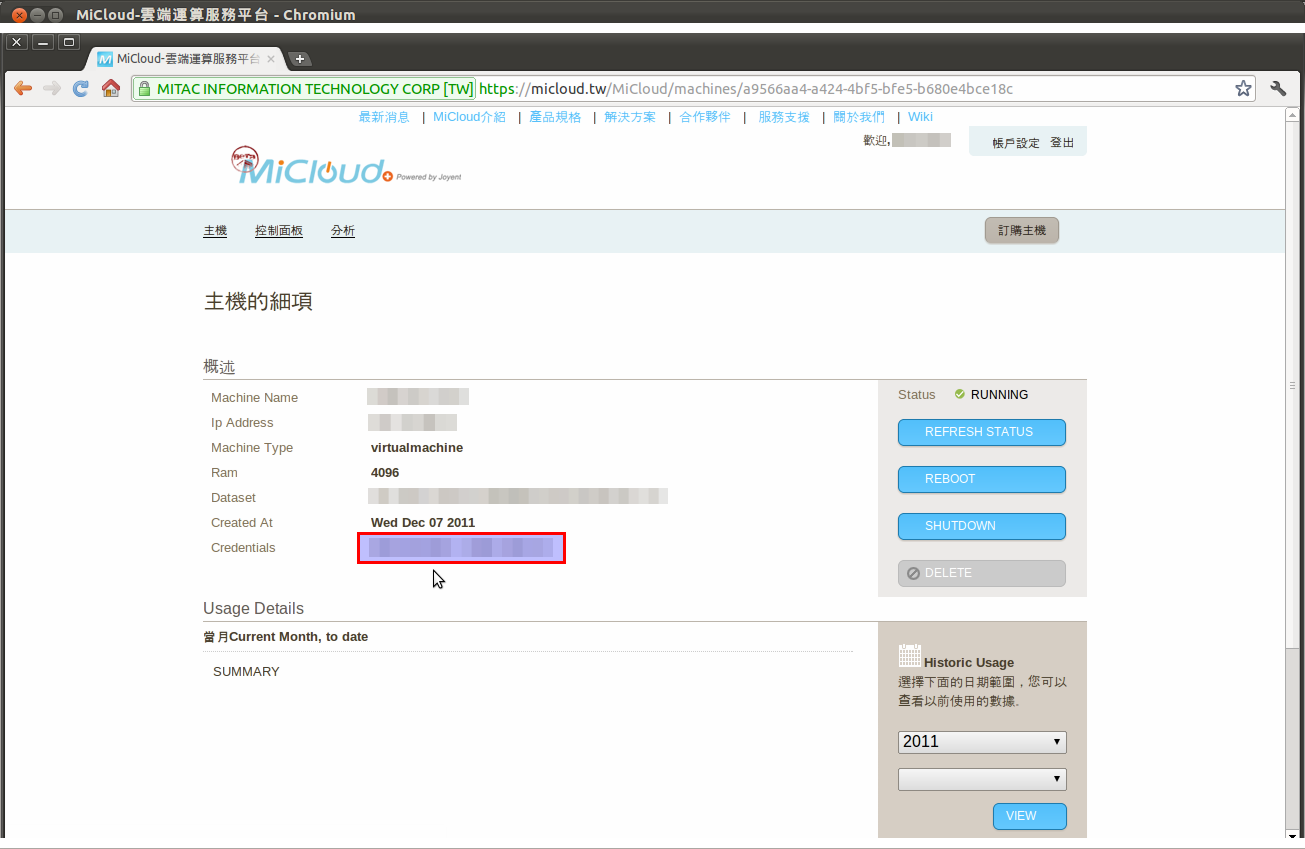 MiCloud-雲端運算服務平台 - Chromium
MiCloud-雲端運算服務平台
MITAC INFORMATION TECHNOLOGY CORP [TW] https://micloud.tw/MiCloud/machines/a9566aa4-a424-4bf5-bfe5-b680e4bce18c
最新消息 | MiCloud介紹 | 產品規格 | 解決方案 | 合作夥伴 | 服務支援 | 關於我們 | Wiki
歡迎,
帳戶設定 登出
MiCloud Powered by Joyent
主機 控制面板 分析
訂購主機
主機的細項
概述
Machine Name
Ip Address
Machine Type virtualmachine
Ram 4096
Dataset
Created At Wed Dec 07 2011
Credentials
Status RUNNING
REFRESH STATUS
REBOOT
SHUTDOWN
DELETE
Usage Details
當月Current Month, to date
SUMMARY
Historic Usage
選擇下面的日期範圍，您可以
查看以前使用的數據。
2011
VIEW